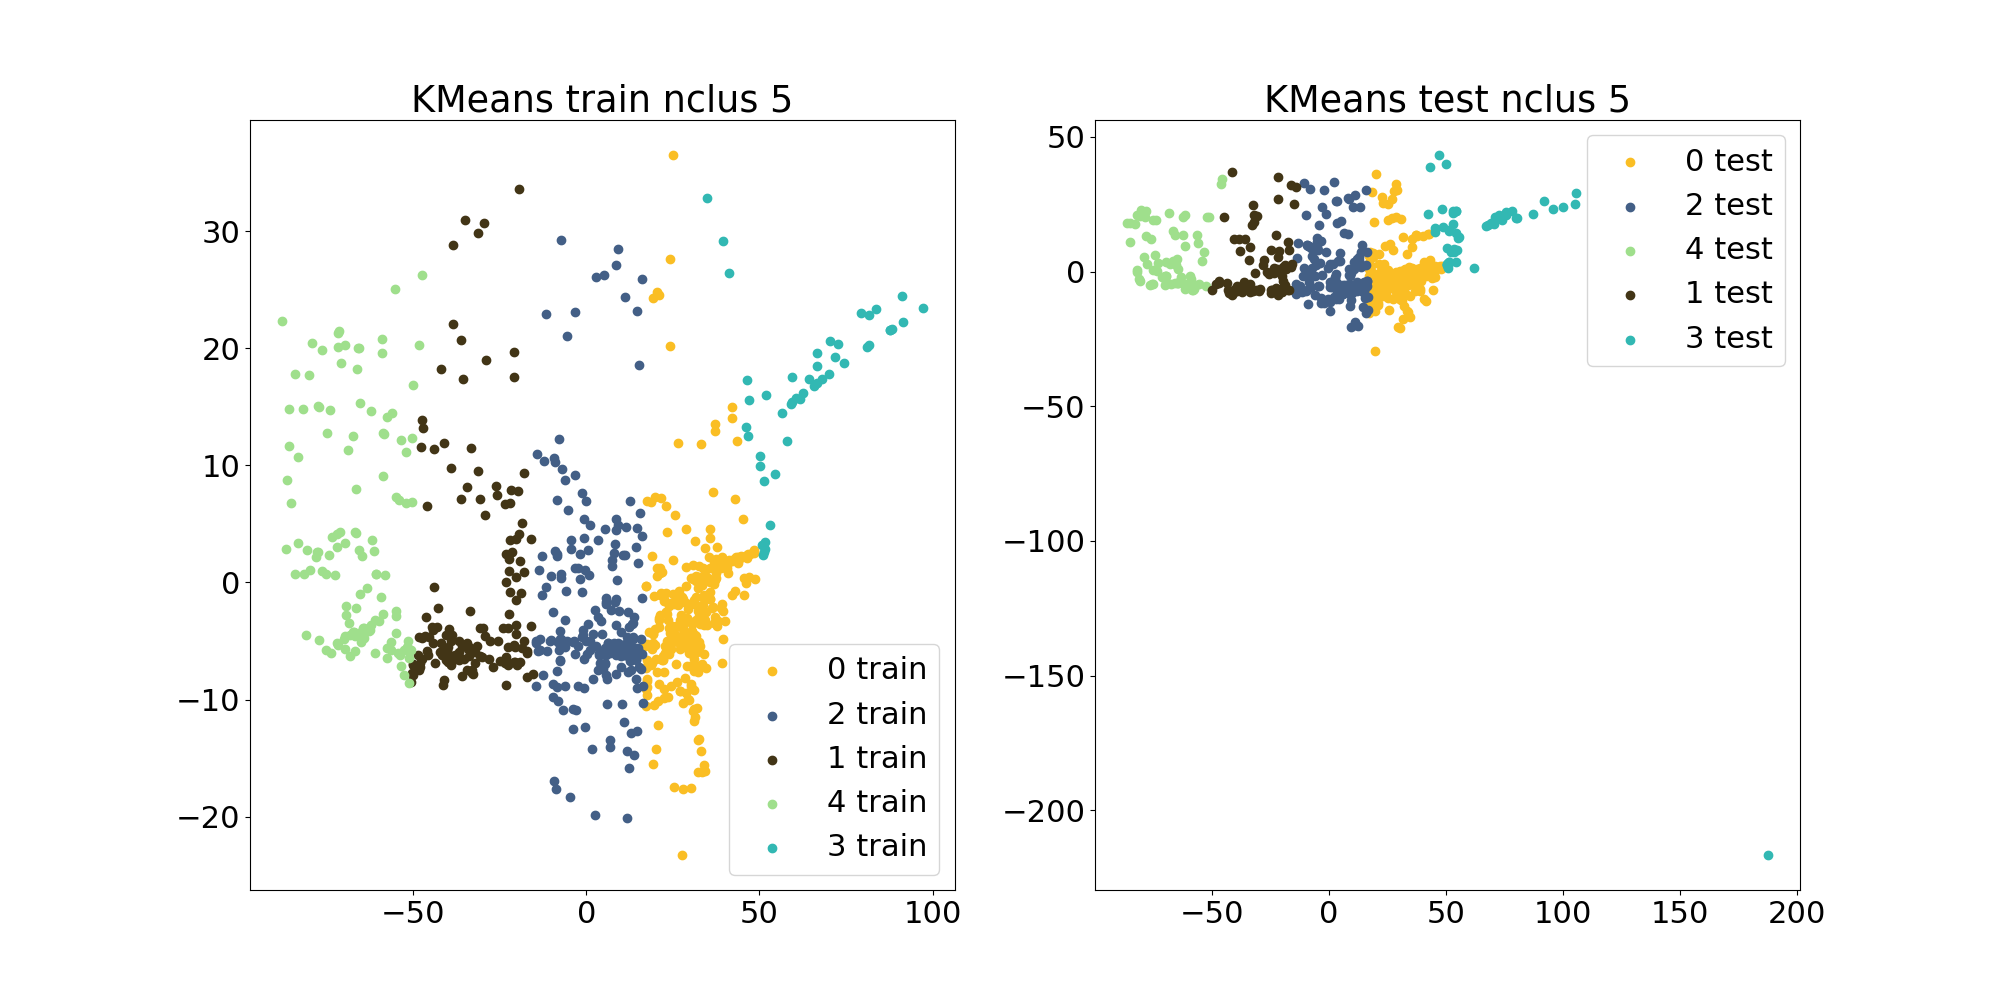 KMeans train nclus 5
30
20
10
0
−10
−20
−50
0
50
100
0 train
2 train
1 train
4 train
3 train
KMeans test nclus 5
50
0
−50
−100
−150
−200
−50
0
50
100
150
200
0 test
2 test
4 test
1 test
3 test